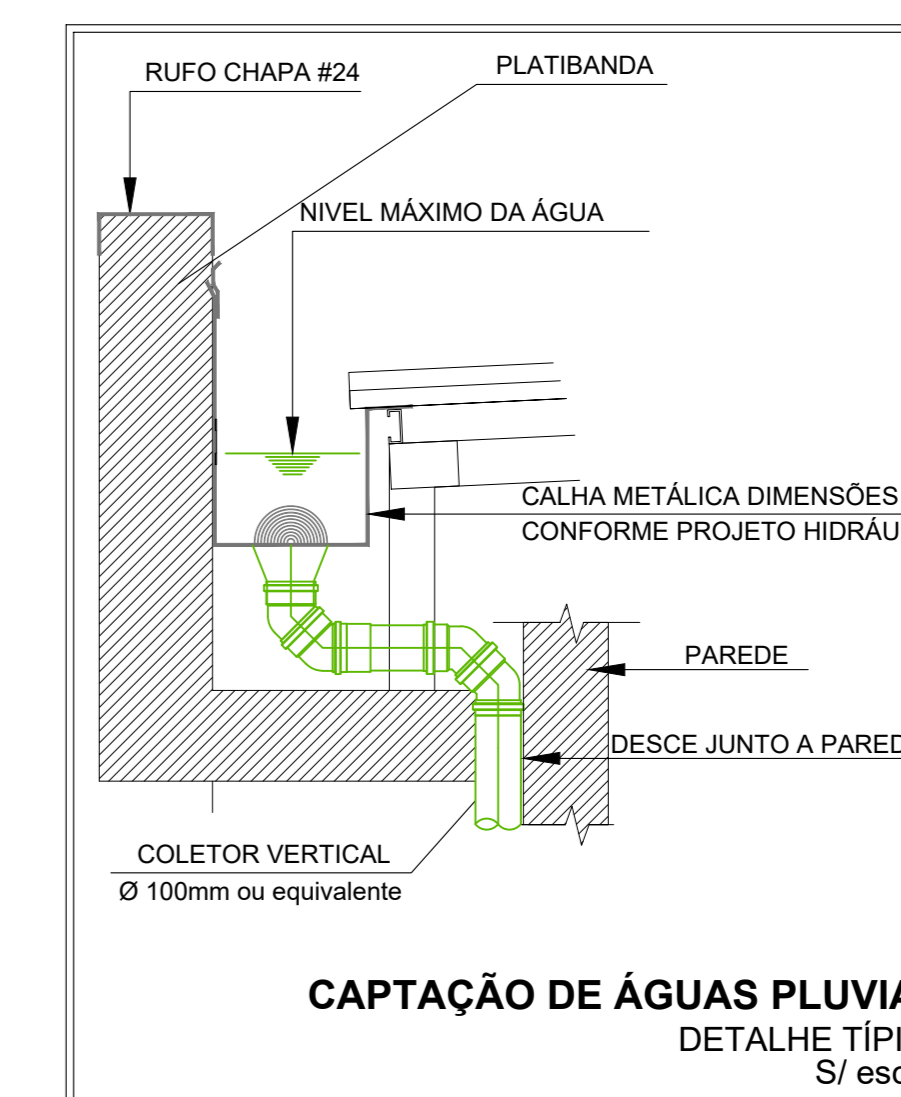 RUFO CHAPA #24
PLATIBANDA
NIVEL MÁXIMO DA ÁGUA
CALHA METÁLICA DIMENSÕES
CONFORME PROJETO HIDRÁU
PAREDE
DESCE JUNTO A PARED
COLETOR VERTICAL
Ø 100mm ou equivalente
CAPTAÇÃO DE ÁGUAS PLUVIA
DETALHE TÍPI
S/ esc